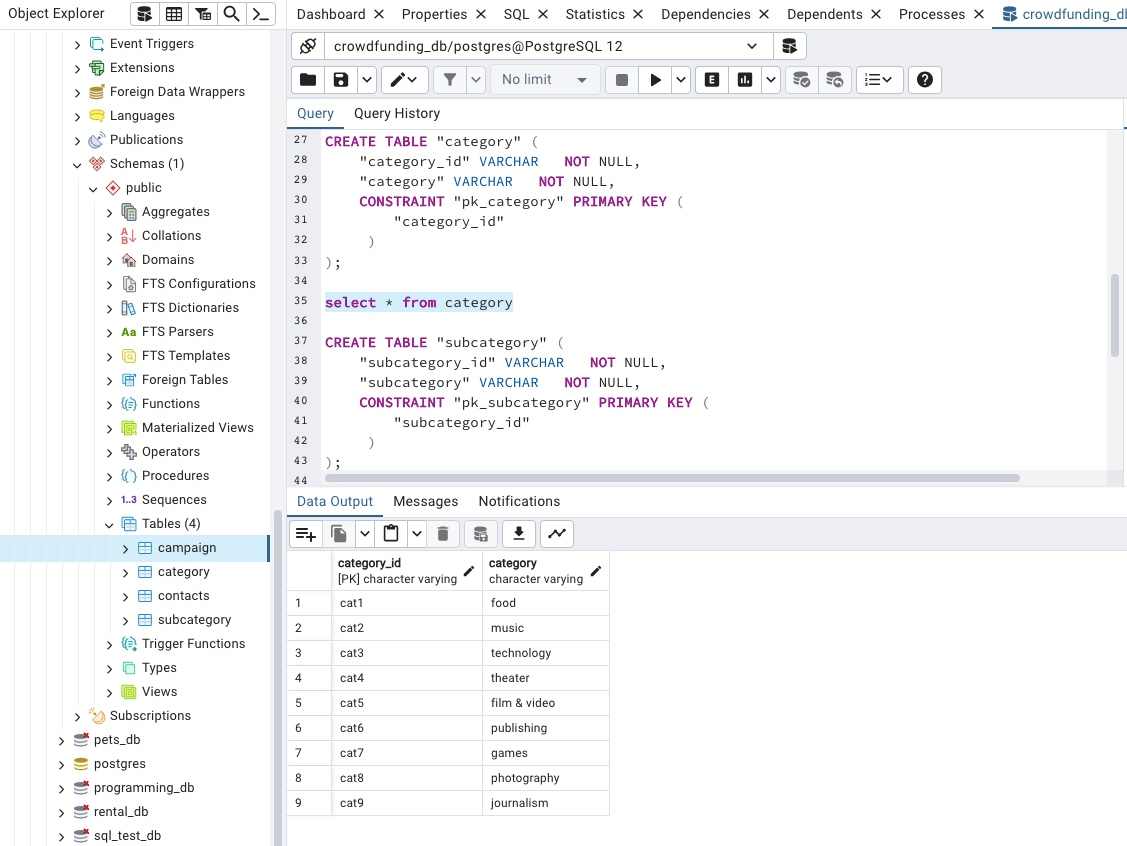 Object Explorer
Dashboard
Properties
SQL
Statistics
Dependencies
Dependents
Processes
crowdfunding_db
Event Triggers
Extensions
Foreign Data Wrappers
Languages
Publications
Schemas (1)
public
Aggregates
Collations
Domains
FTS Configurations
FTS Dictionaries
Aa FTS Parsers
FTS Templates
Foreign Tables
Functions
Materialized Views
Operators
Procedures
1..3 Sequences
Tables (4)
campaign
category
contacts
subcategory
Trigger Functions
Types
Views
Subscriptions
pets_db
postgres
programming_db
rental_db
sql_test_db
crowdfunding_db/postgres@PostgreSQL 12
No limit
E
Query Query History
27 CREATE TABLE "category" (
28 "category_id" VARCHAR NOT NULL,
29 "category" VARCHAR NOT NULL,
30 CONSTRAINT "pk_category" PRIMARY KEY (
31 "category_id"
32 )
33 );
34
35 select * from category
36
37 CREATE TABLE "subcategory" (
38 "subcategory_id" VARCHAR NOT NULL,
39 "subcategory" VARCHAR NOT NULL,
40 CONSTRAINT "pk_subcategory" PRIMARY KEY (
41 "subcategory_id"
42 )
43 );
44
Data Output Messages Notifications
category_id category
[PK] character varying character varying
1 cat1 food
2 cat2 music
3 cat3 technology
4 cat4 theater
5 cat5 film & video
6 cat6 publishing
7 cat7 games
8 cat8 photography
9 cat9 journalism